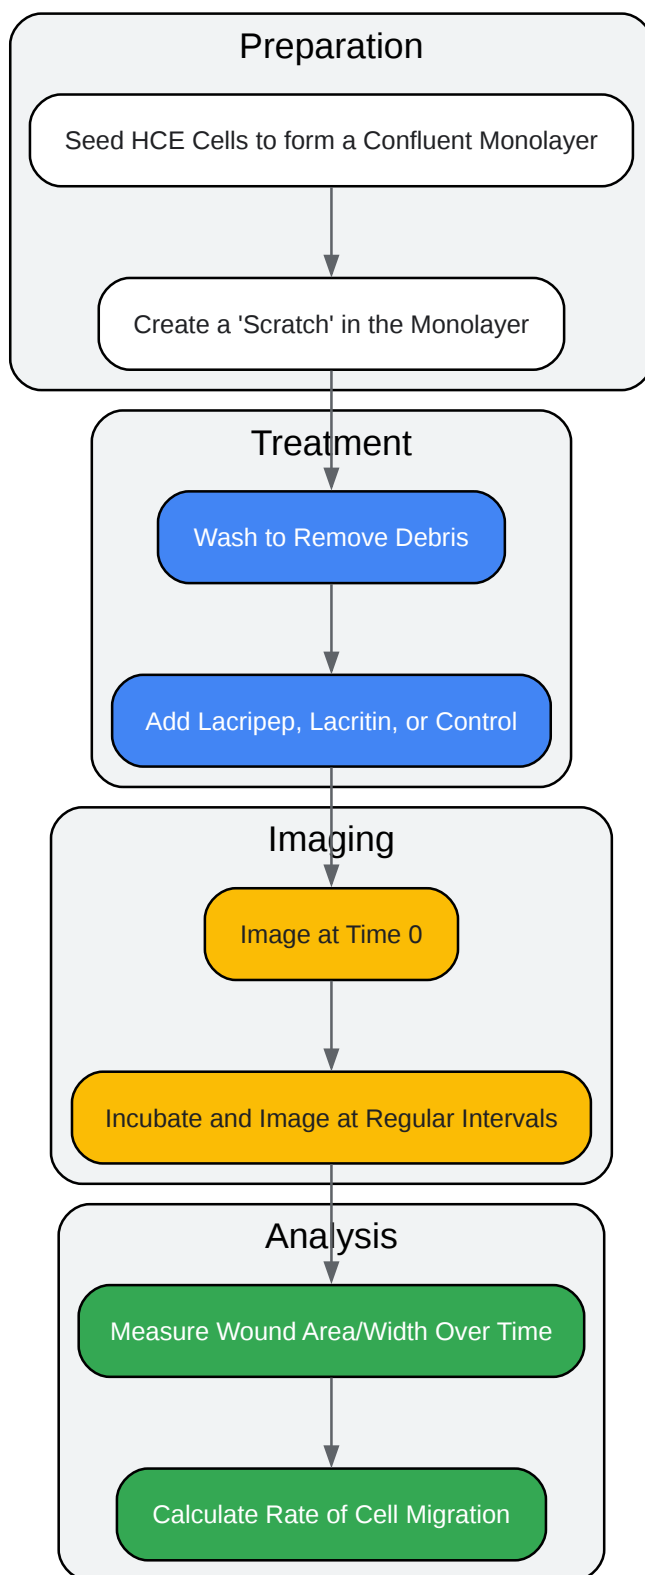 Preparation
Seed HCE Cells to form a Confluent Monolayer
Create a 'Scratch' in the Monolayer
Treatment
Wash to Remove Debris
Add Lacripep, Lacritin, or Control
Imaging
Image at Time 0
Incubate and Image at Regular Intervals
Analysis
Measure Wound Area/Width Over Time
Calculate Rate of Cell Migration